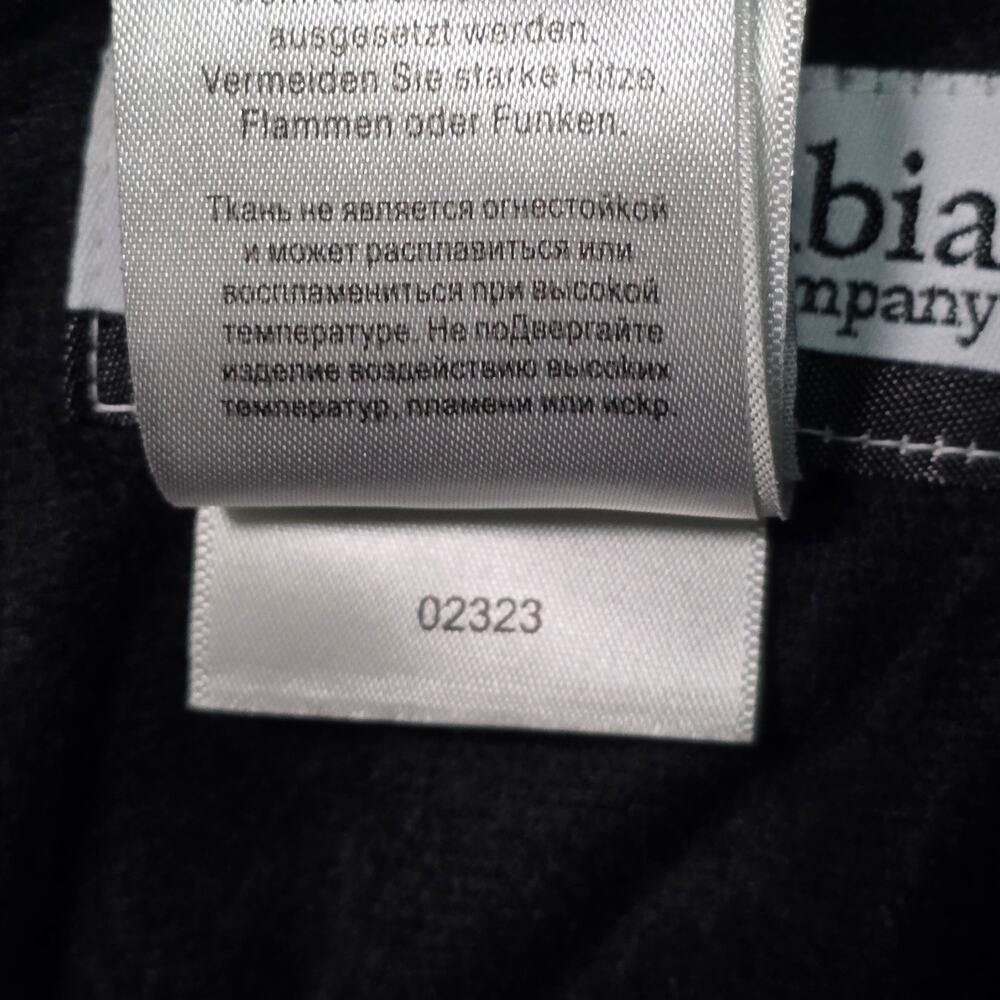 ausgesetzt werden.
Vermeiden Sie starke Hitze,
Flammen oder Funken.
Ткань не является огнестойкой
и может расплавиться или
воспламениться при высокой
температуре. Не поДвергайте
изделие воздействию высоких
температур, пламени или искр.
bia
mpany
02323